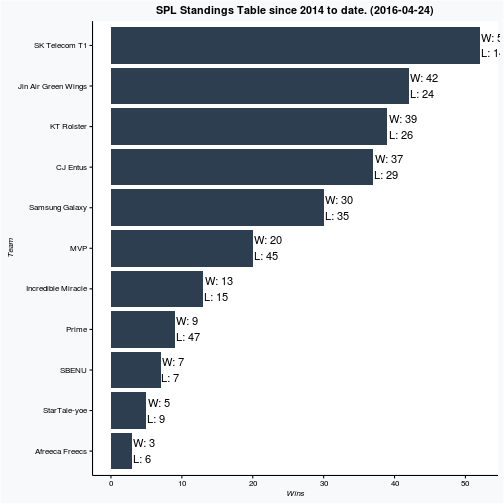 SPL Standings Table since 2014 to date. (2016-04-24)
SK Telecom T1
W: 5
L: 1
Jin Air Green Wings
W: 42
L: 24
KT Rolster
W: 39
L: 26
CJ Entus
W: 37
L: 29
Samsung Galaxy
W: 30
L: 35
MVP
W: 20
L: 45
Incredible Miracle
W: 13
L: 15
Prime
W: 9
L: 47
SBENU
W: 7
L: 7
StarTale-yoe
W: 5
L: 9
Afreeca Freecs
W: 3
L: 6
Team
0 10 20 30 40 50
Wins